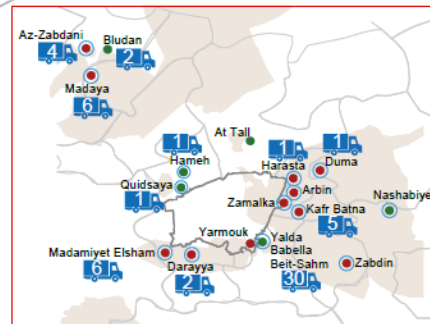 Az-Zabdani
Bludan
4
2
Madaya
6
1
At Tall
1
1
Hameh
Harasta
Duma
Quidsaya
Arbin
Nashabiye
1
Zamalka
Kafr Batna
5
Yarmouk
Yalda
Babella
Madamiyet Elsham
Beit-Sahm
Zabdin
6
Darayya
30
2